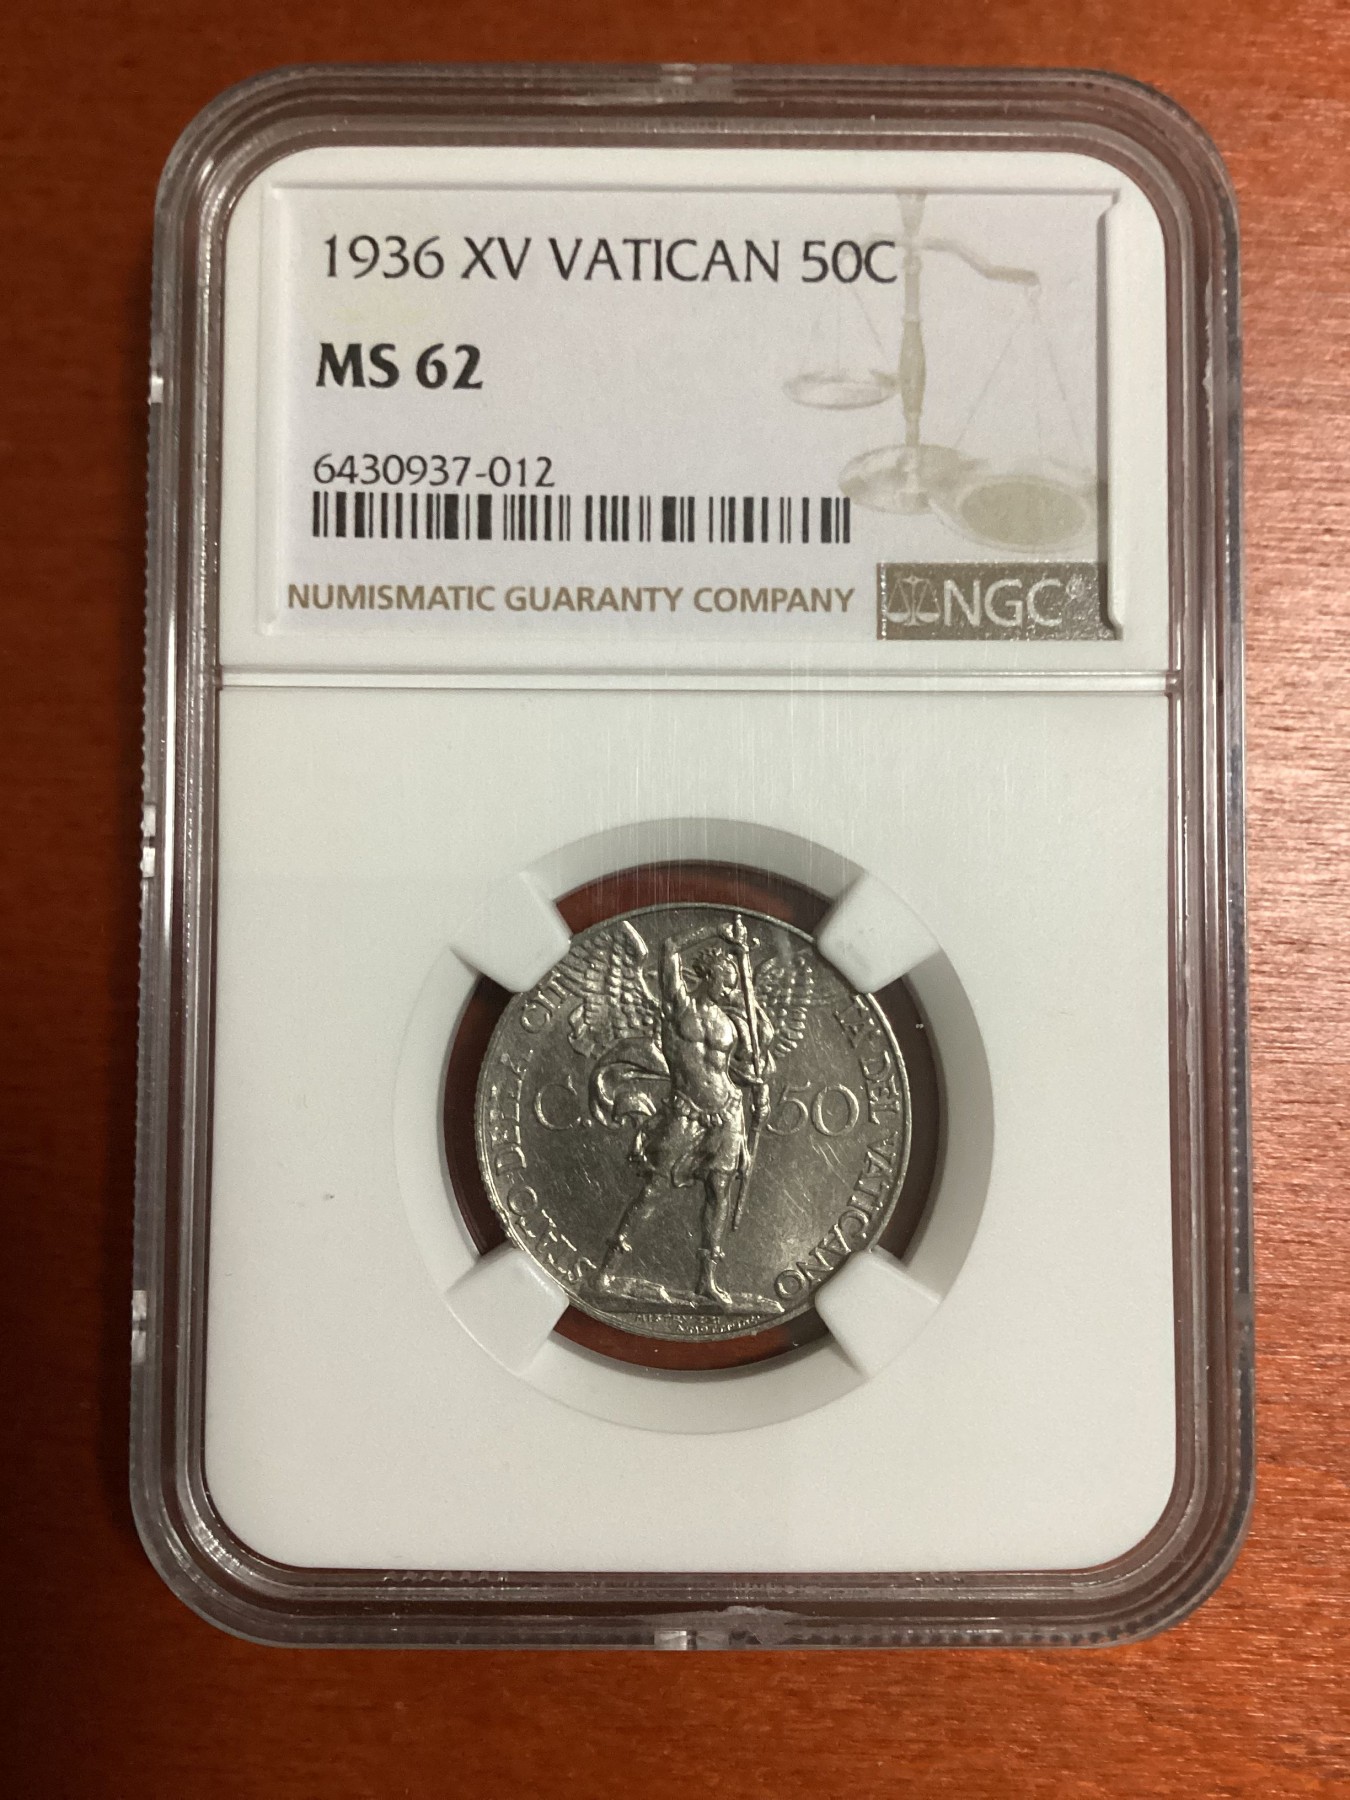 1936 XV VATICAN 50C
MS 62
6430937-012
NUMISMATIC GUARANTY COMPANY
NGC®
STATO DELLA CITTÀ DEL VATICANO
C. 50